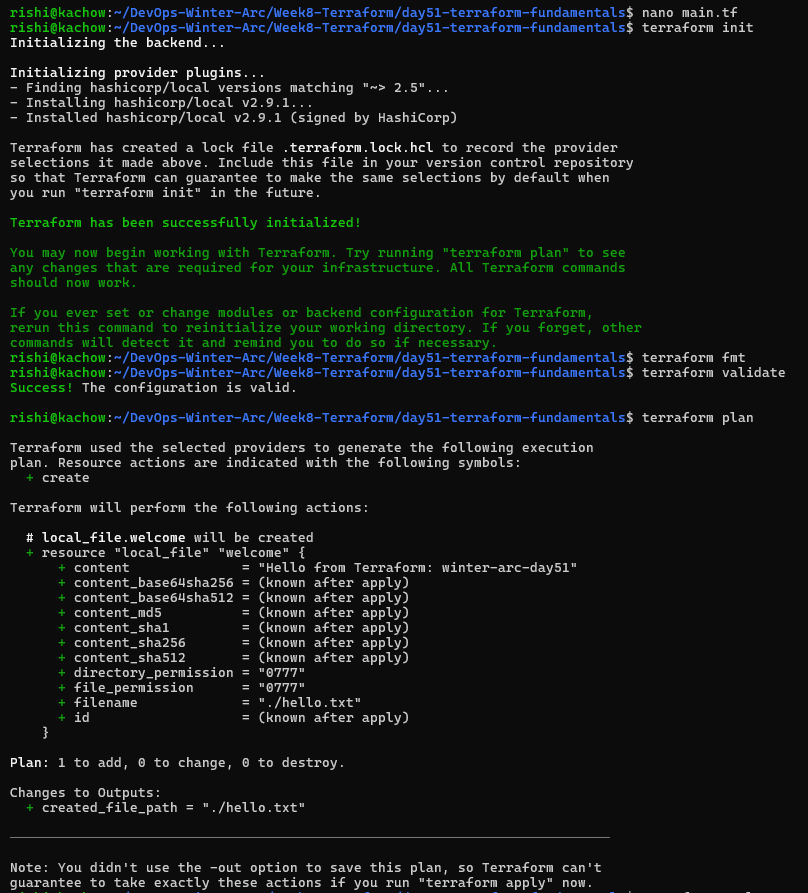 rishi@kachow:~/DevOps-Winter-Arc/Week8-Terraform/day51-terraform-fundamentals$ nano main.tf
rishi@kachow:~/DevOps-Winter-Arc/Week8-Terraform/day51-terraform-fundamentals$ terraform init
Initializing the backend...

Initializing provider plugins...
- Finding hashicorp/local versions matching "~> 2.5"...
- Installing hashicorp/local v2.9.1...
- Installed hashicorp/local v2.9.1 (signed by HashiCorp)

Terraform has created a lock file .terraform.lock.hcl to record the provider
selections it made above. Include this file in your version control repository
so that Terraform can guarantee to make the same selections by default when
you run "terraform init" in the future.

Terraform has been successfully initialized!

You may now begin working with Terraform. Try running "terraform plan" to see
any changes that are required for your infrastructure. All Terraform commands
should now work.

If you ever set or change modules or backend configuration for Terraform,
rerun this command to reinitialize your working directory. If you forget, other
commands will detect it and remind you to do so if necessary.
rishi@kachow:~/DevOps-Winter-Arc/Week8-Terraform/day51-terraform-fundamentals$ terraform fmt
rishi@kachow:~/DevOps-Winter-Arc/Week8-Terraform/day51-terraform-fundamentals$ terraform validate
Success! The configuration is valid.

rishi@kachow:~/DevOps-Winter-Arc/Week8-Terraform/day51-terraform-fundamentals$ terraform plan

Terraform used the selected providers to generate the following execution
plan. Resource actions are indicated with the following symbols:
  + create

Terraform will perform the following actions:

  # local_file.welcome will be created
  + resource "local_file" "welcome" {
      + content              = "Hello from Terraform: winter-arc-day51"
      + content_base64sha256 = (known after apply)
      + content_base64sha512 = (known after apply)
      + content_md5          = (known after apply)
      + content_sha1         = (known after apply)
      + content_sha256       = (known after apply)
      + content_sha512       = (known after apply)
      + directory_permission = "0777"
      + file_permission      = "0777"
      + filename             = "./hello.txt"
      + id                   = (known after apply)
    }

Plan: 1 to add, 0 to change, 0 to destroy.

Changes to Outputs:
  + created_file_path = "./hello.txt"

Note: You didn't use the -out option to save this plan, so Terraform can't
guarantee to take exactly these actions if you run "terraform apply" now.